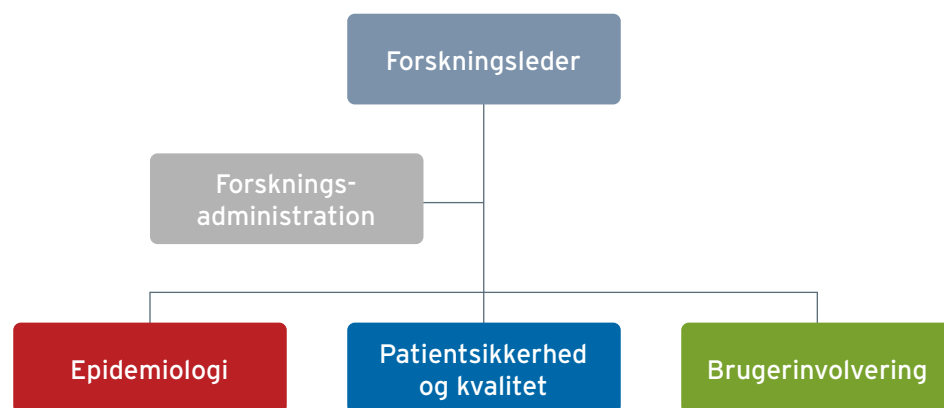 Forskningsleder
Forsknings-
administration
Epidemiologi
Patientsikkerhed
og kvalitet
Brugerinvolvering